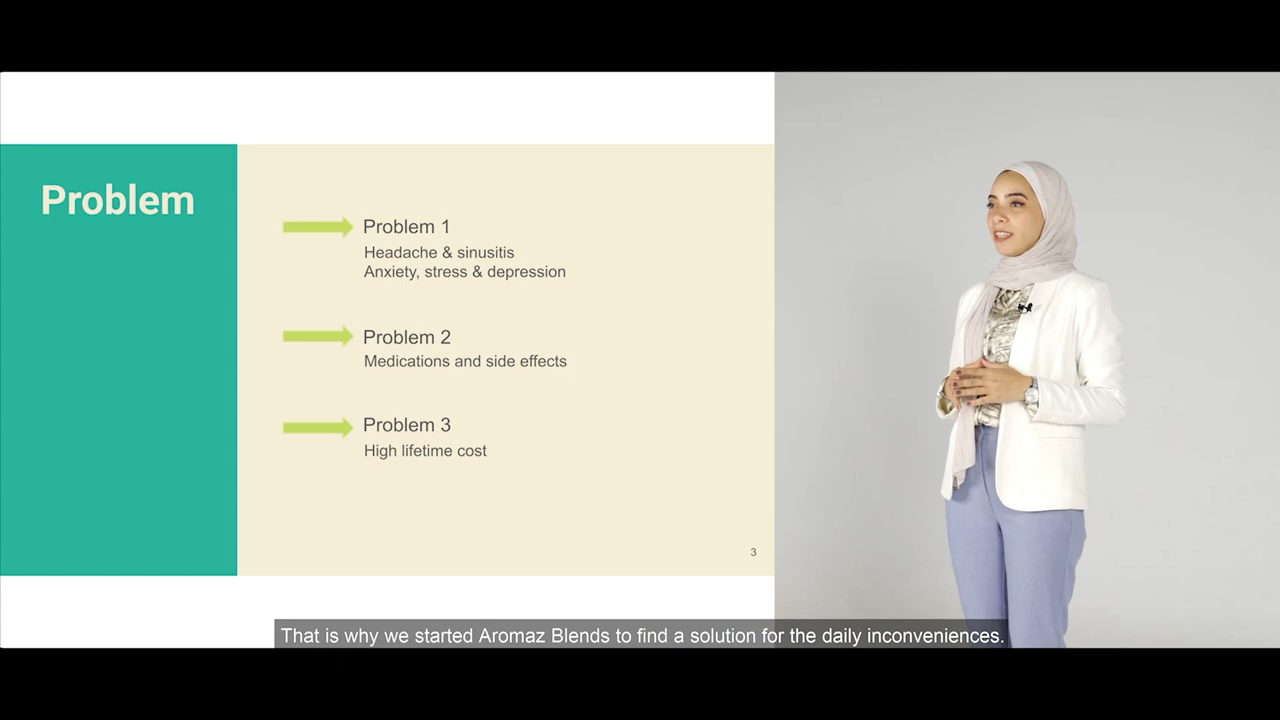 Problem
Problem 1
Headache & sinusitis
Anxiety, stress & depression
Problem 2
Medications and side effects
Problem 3
High lifetime cost
3
That is why we started Aromaz Blends to find a solution for the daily inconveniences.